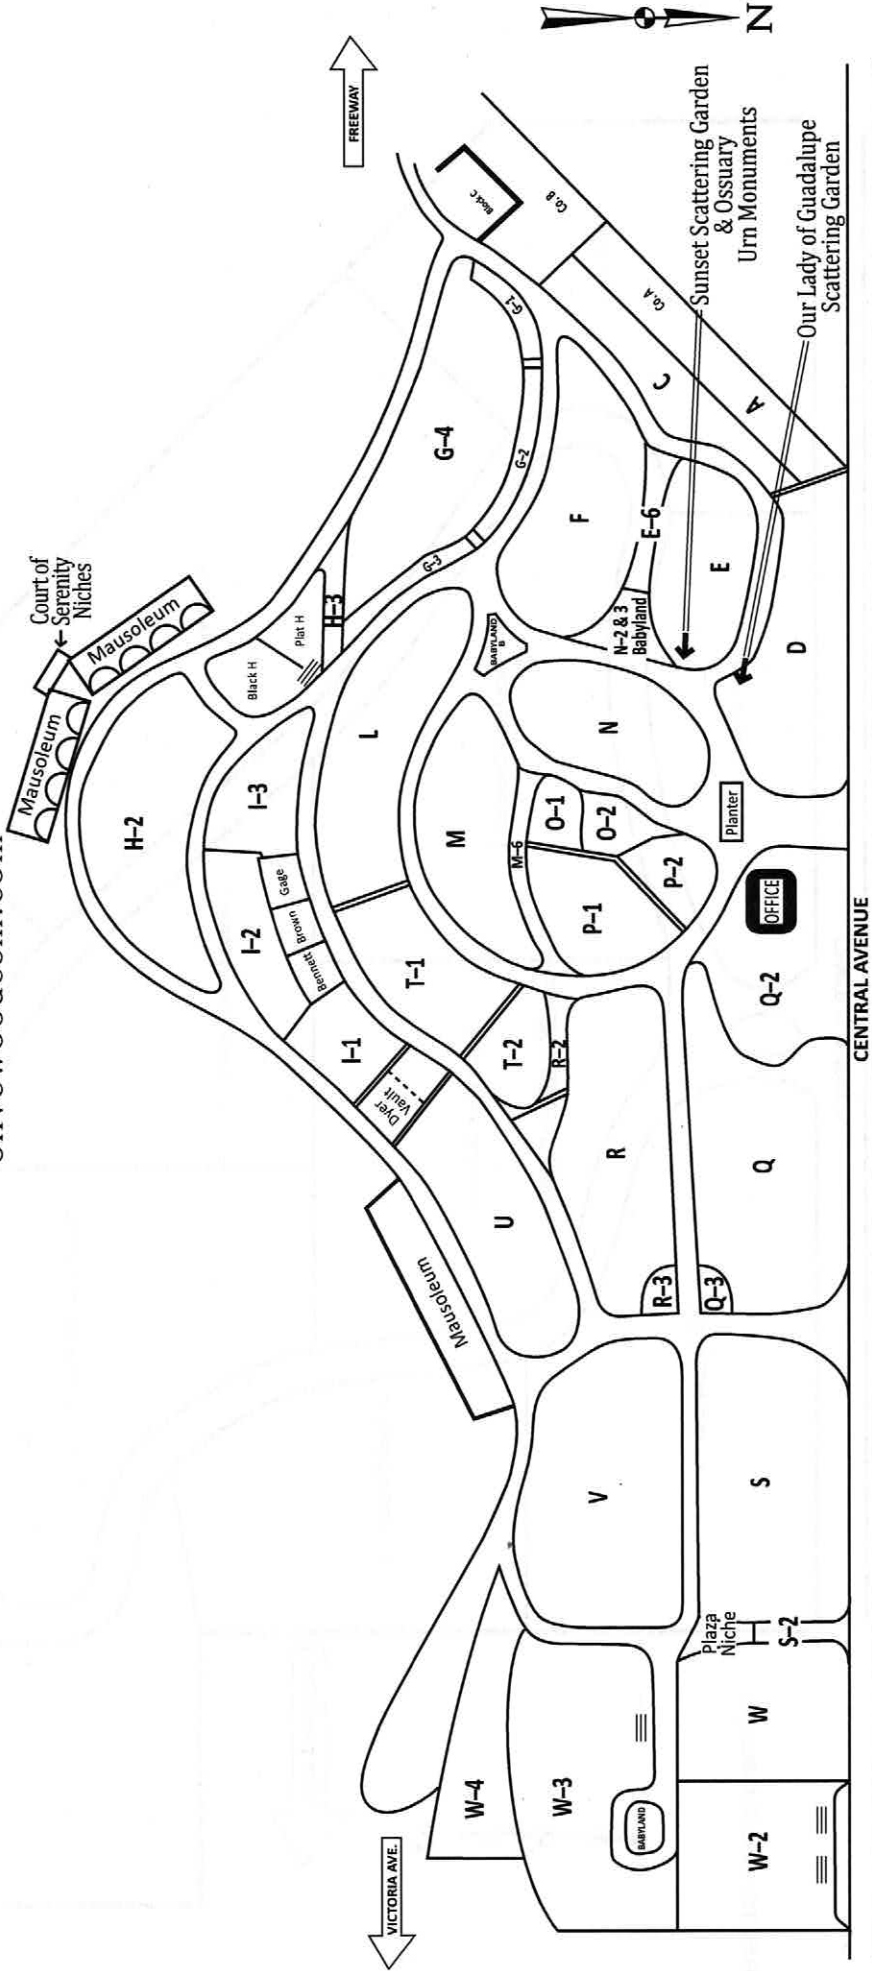 FREEWAY
N
Court of
Serenity
Niches
Mausoleum
Mausoleum
Block C
Co. B
Co. A
C
A
Sunset Scattering Garden
& Ossuary
Urn Monuments
Our Lady of Guadalupe
Scattering Garden
G-1
G-2
G-3
G-4
F
E-6
E
N-2 & 3
Babyland
D
H-3
Plat H
Black H
BABYLAND
B
H-2
I-3
L
M
N
M-6
O-1
O-2
P-1
P-2
Planter
OFFICE
Gage
Brown
Bennett
I-2
I-1
Dyer
Vault
T-1
T-2
R-2
Q-2
R
Q
U
R-3
Q-3
Mausoleum
V
S
Plaza
Niche
S-2
W
W-2
W-3
W-4
BABYLAND
VICTORIA AVE.
CENTRAL AVENUE